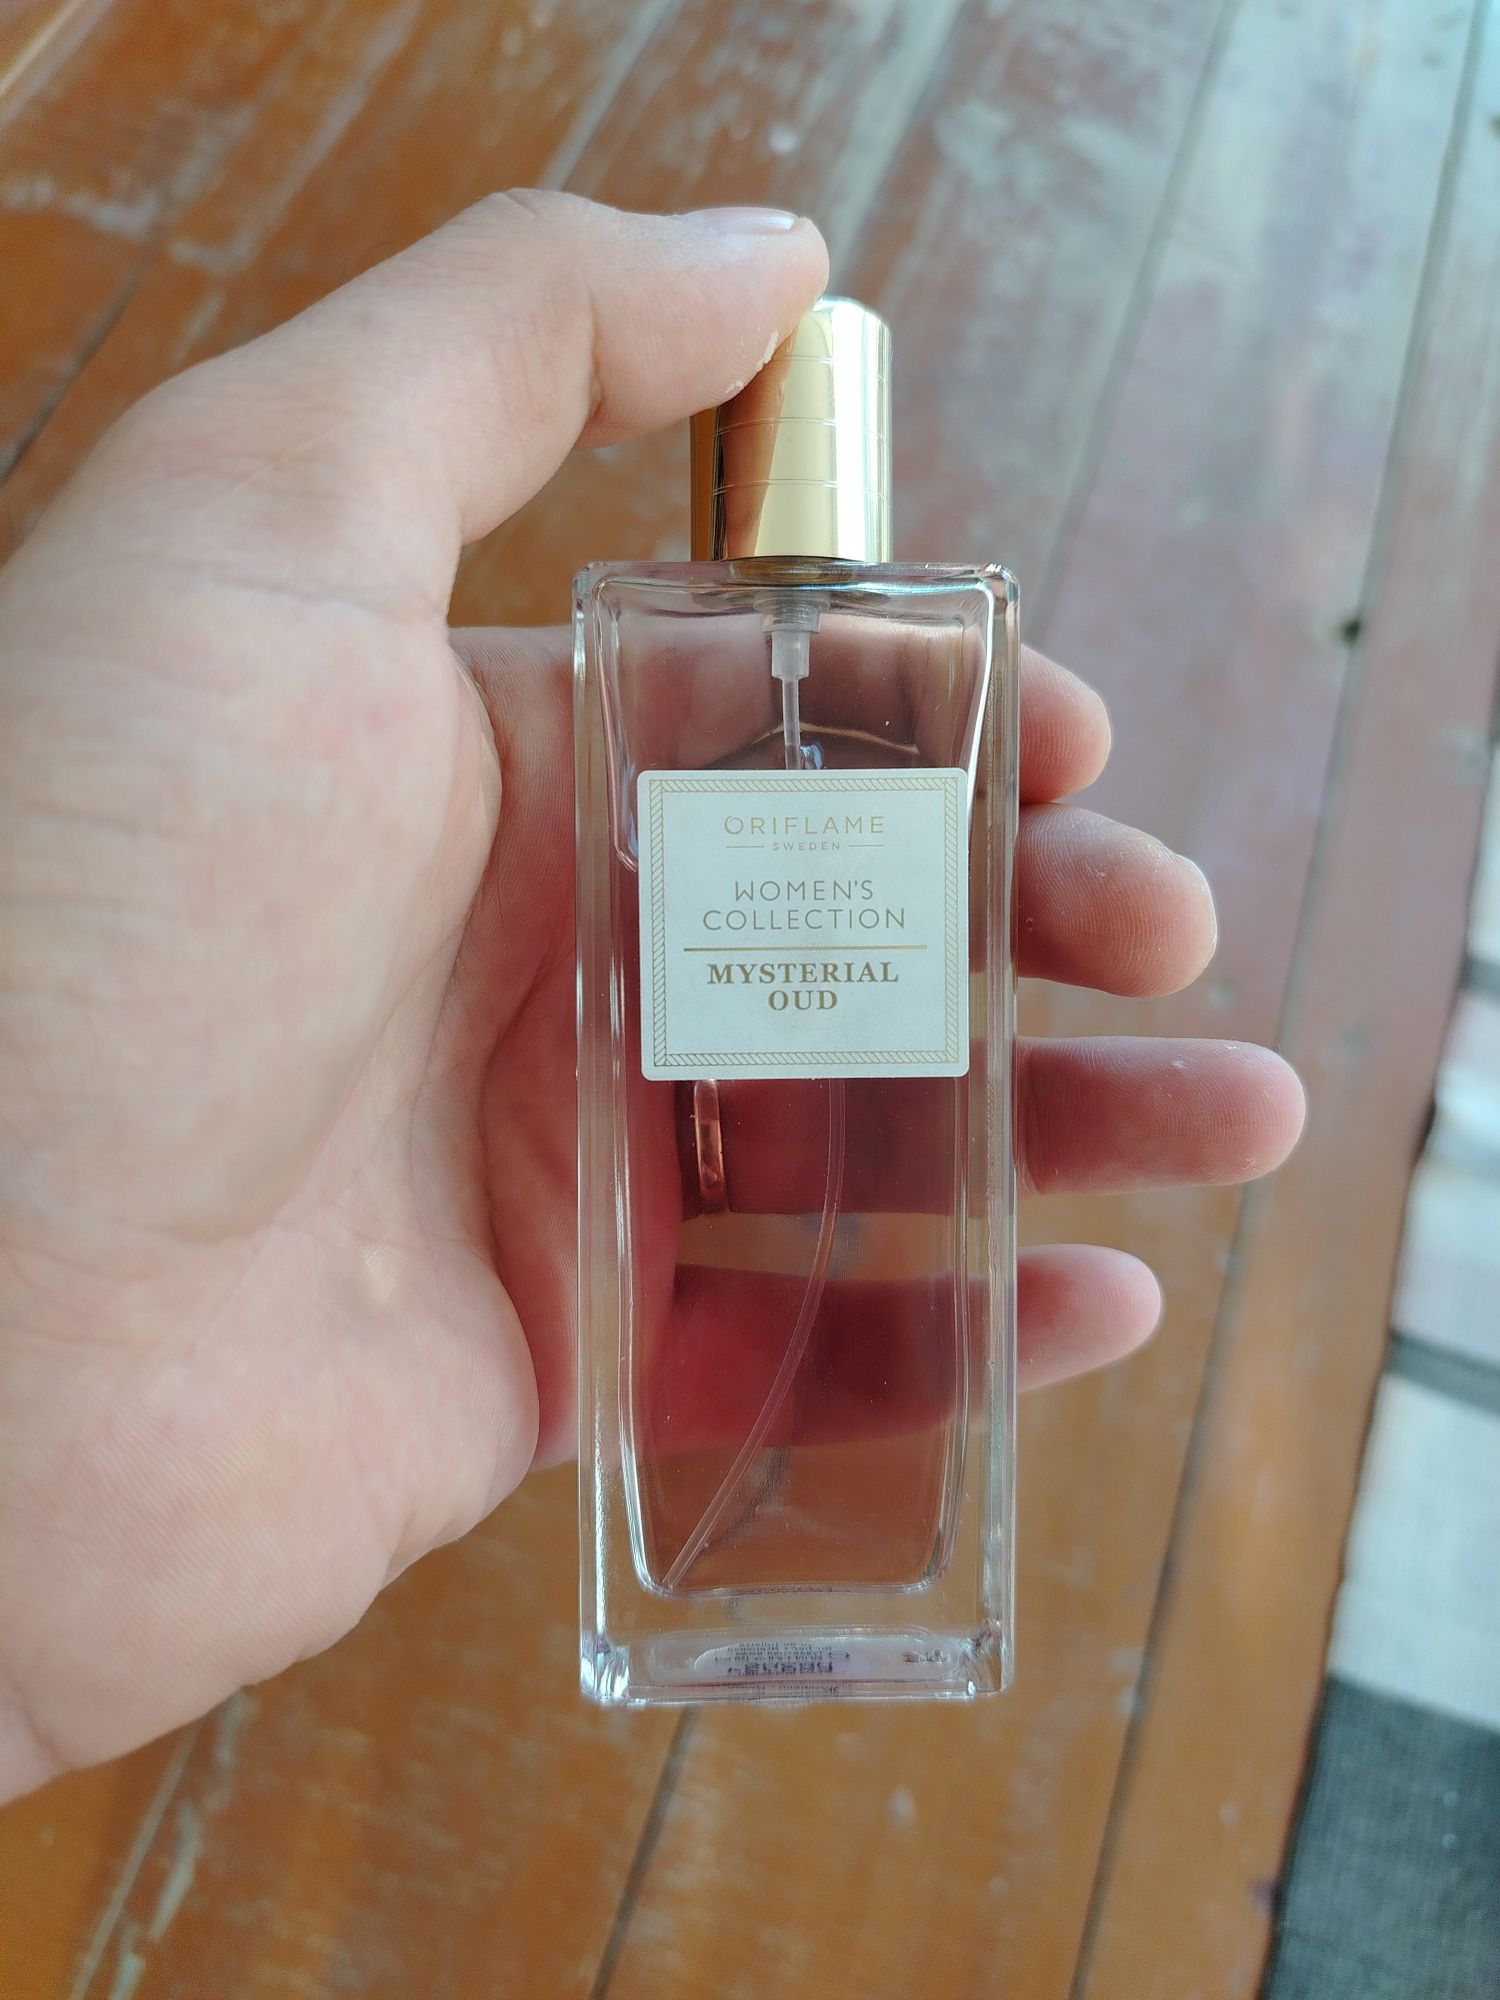 ORIFLAME
SWEDEN
WOMEN'S
COLLECTION
MYSTERIAL
OUD